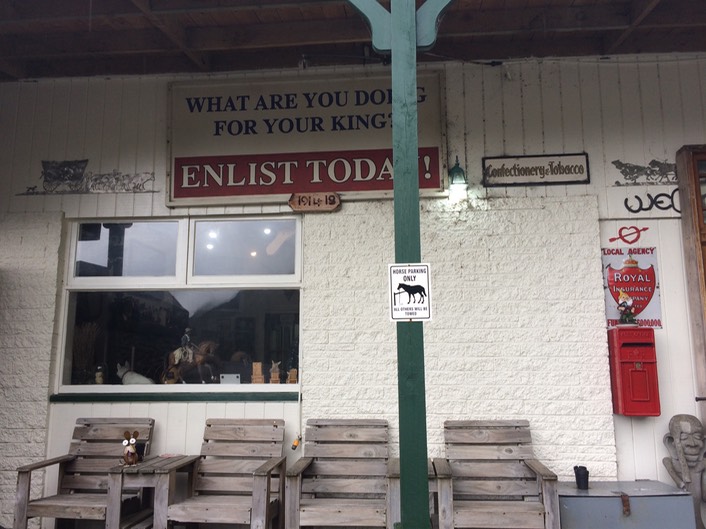 WHAT ARE YOU
FOR YOUR KING?
ENLIST TODAY!
1914-18
Confectionery & Tobacco
HORSE PARKING
ONLY
ALL OTHERS WILL BE
TOWED
LOCAL AGENCY
ROYAL
INSURANCE